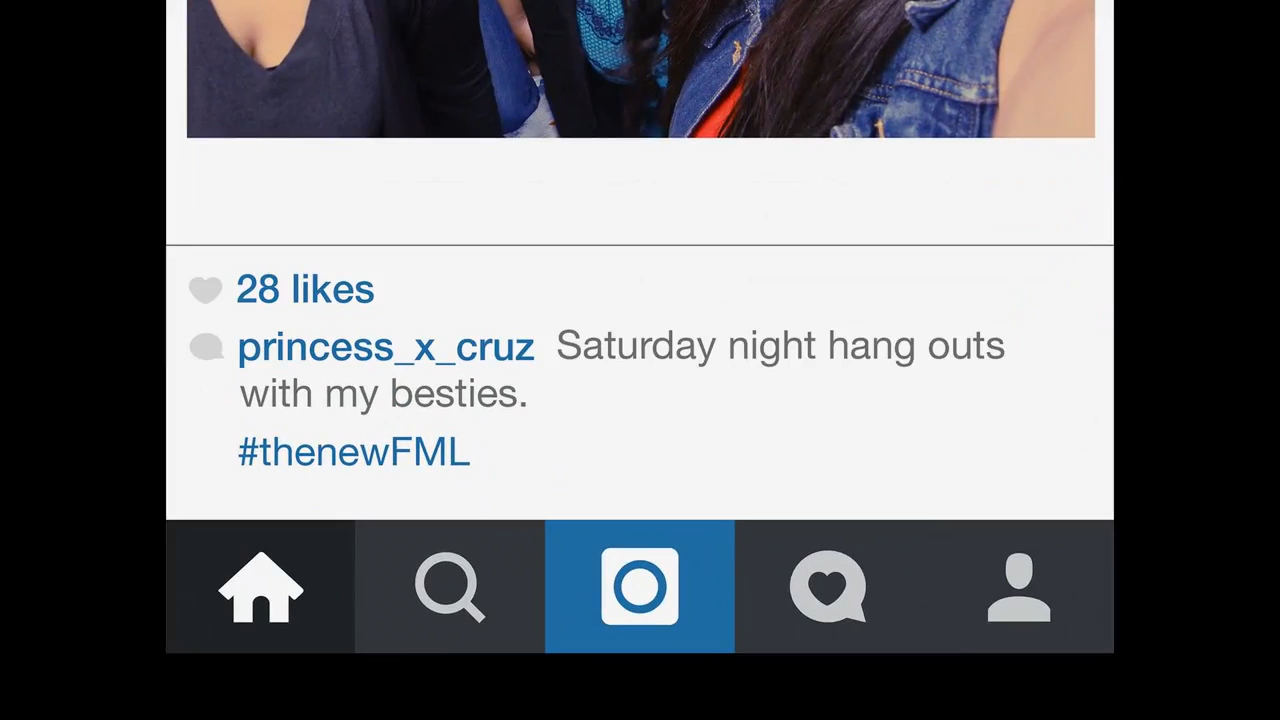 28 likes
princess_x_cruz Saturday night hang outs
with my besties.
#thenewFML